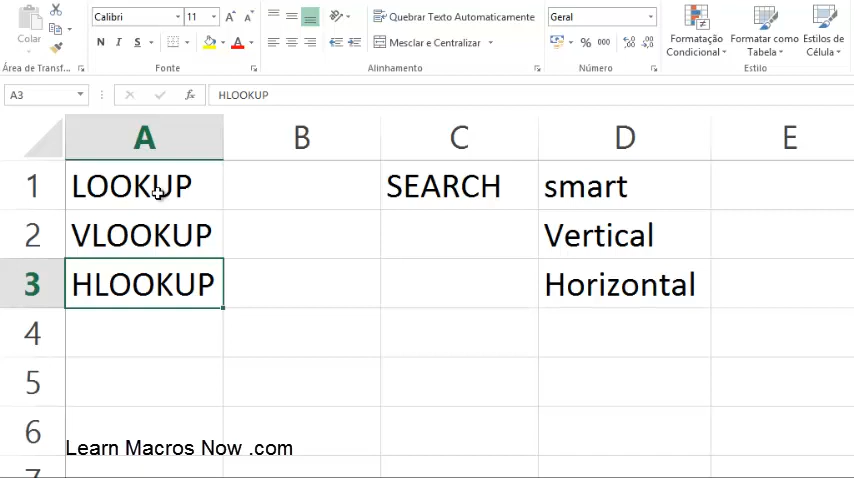 Calibri 11 Quebrar Texto Automaticamente Geral
Colar N I S Mesclar e Centralizar % 000 Formatação Condicional Formatar como Tabela Estilos de Célula
Área de Transf... Fonte Alinhamento Número Estilo
A3 fx HLOOKUP
A B C D E
1 LOOKUP SEARCH smart
2 VLOOKUP Vertical
3 HLOOKUP Horizontal
4
5
6
Learn Macros Now .com
7